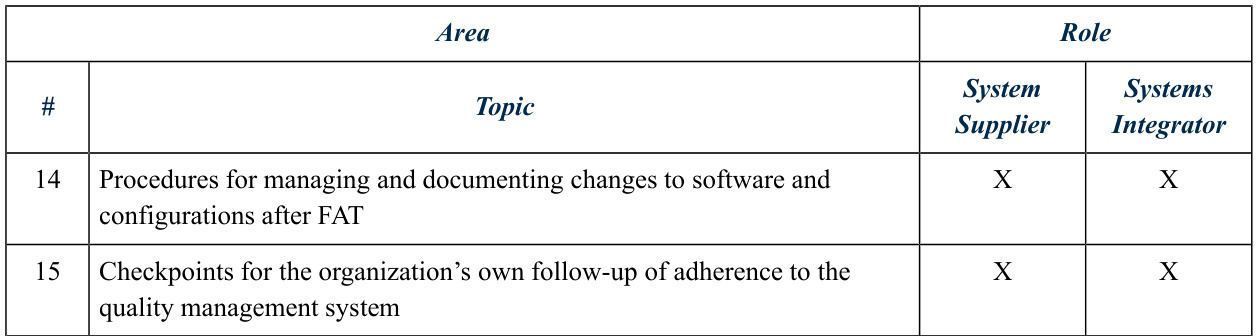 Area
Role
#
Topic
System
Supplier
Systems
Integrator
14
Procedures for managing and documenting changes to software and
configurations after FAT
X
X
15
Checkpoints for the organization’s own follow-up of adherence to the
quality management system
X
X